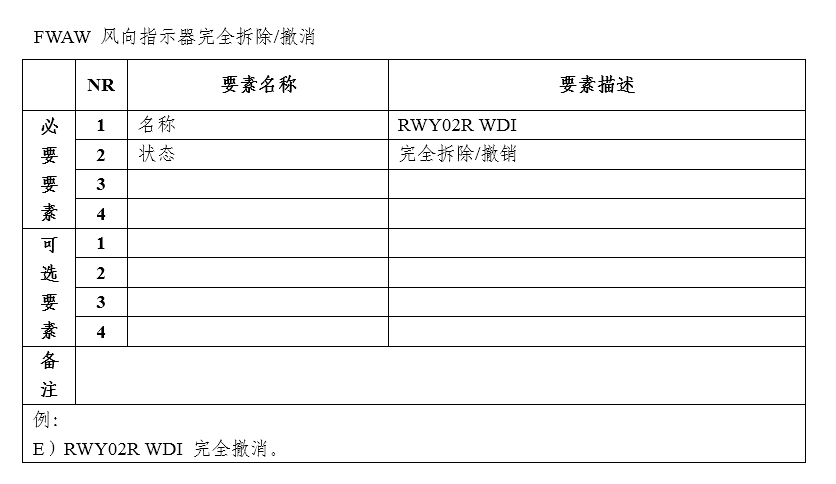 FWAW 风向指示器完全拆除/撤消
NR 要素名称 要素描述
必要要素
1 名称 RWY02R WDI
2 状态 完全拆除/撤销
3
4
可选要素
1
2
3
4
备注
例：
E）RWY02R WDI 完全撤消。